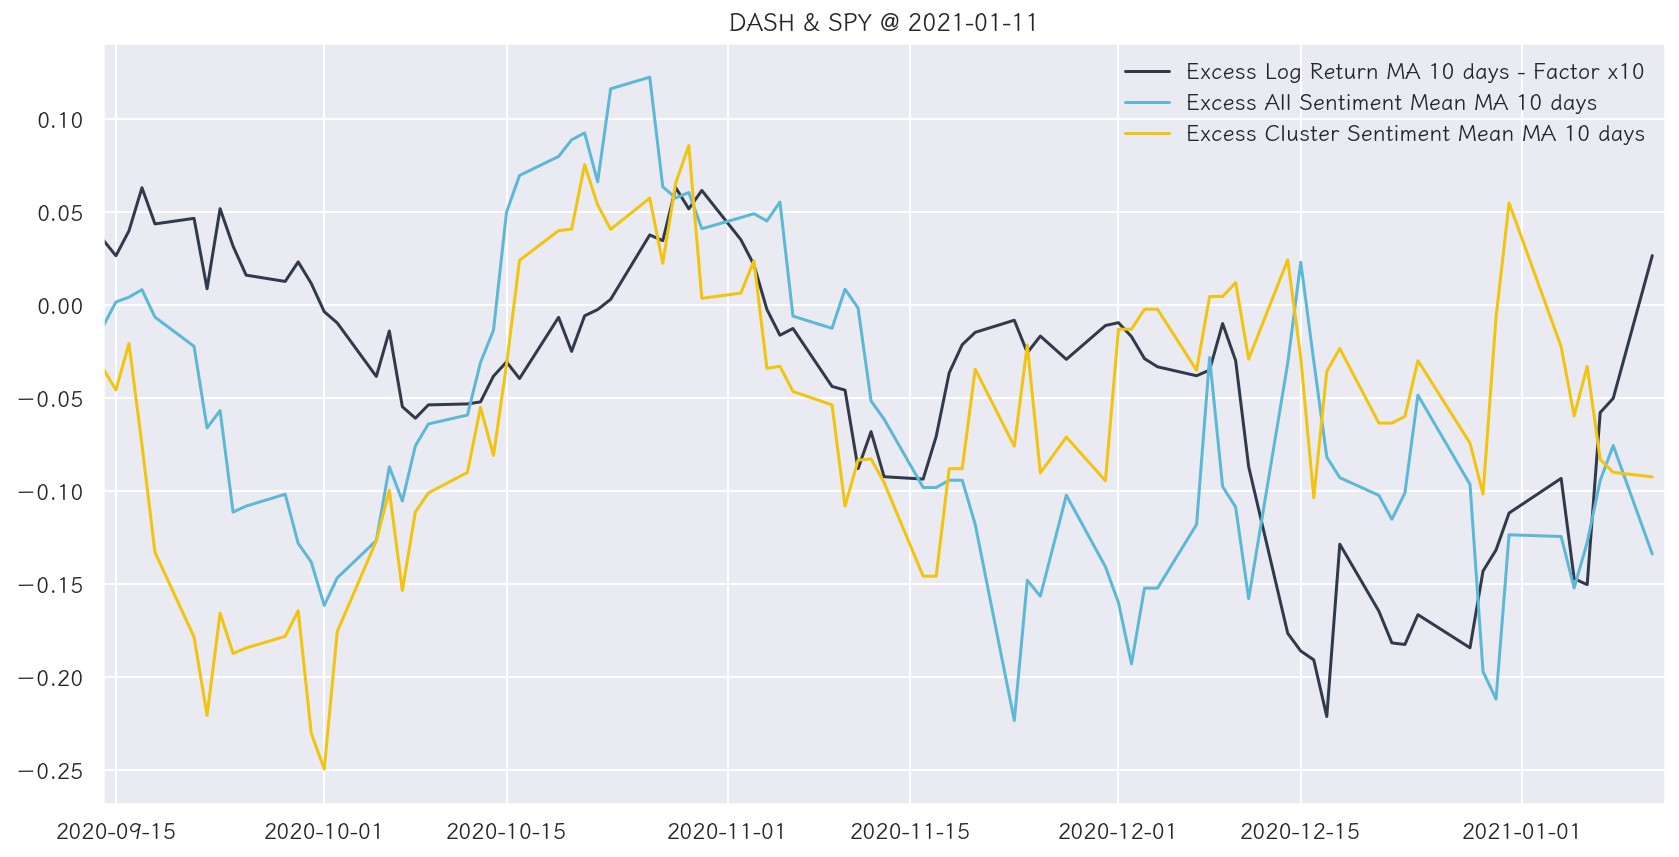 DASH & SPY @ 2021-01-11
Excess Log Return MA 10 days - Factor x10
Excess All Sentiment Mean MA 10 days
Excess Cluster Sentiment Mean MA 10 days
0.10
0.05
0.00
−0.05
−0.10
−0.15
−0.20
−0.25
2020-09-15 2020-10-01 2020-10-15 2020-11-01 2020-11-15 2020-12-01 2020-12-15 2021-01-01